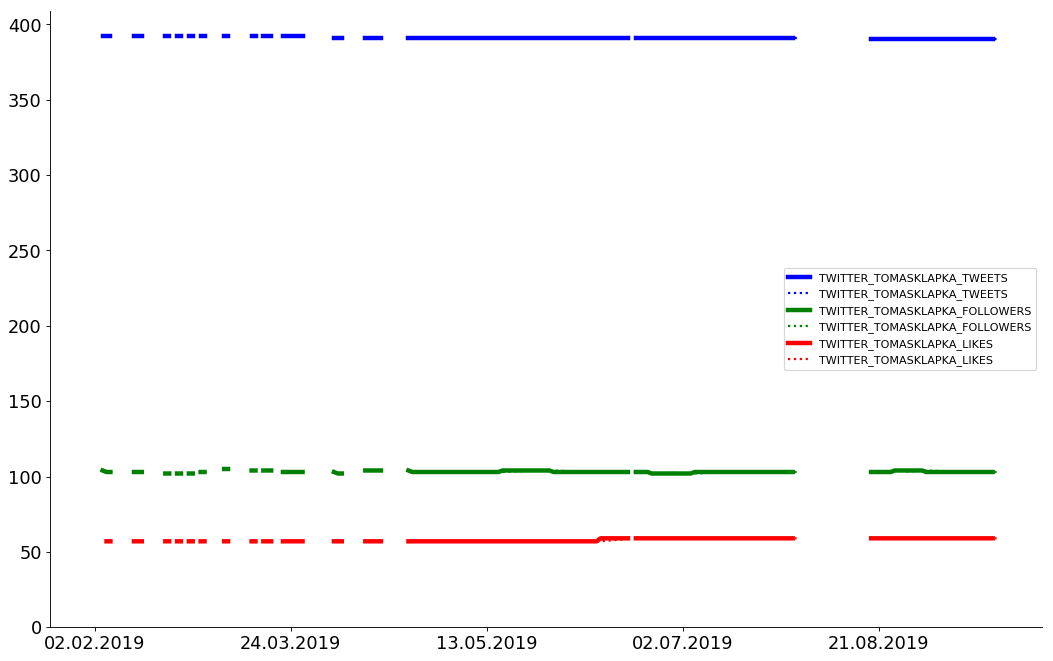 400
350
300
250
200
150
100
50
0
TWITTER_TOMASKLAPKA_TWEETS
TWITTER_TOMASKLAPKA_TWEETS
TWITTER_TOMASKLAPKA_FOLLOWERS
TWITTER_TOMASKLAPKA_FOLLOWERS
TWITTER_TOMASKLAPKA_LIKES
TWITTER_TOMASKLAPKA_LIKES
02.02.2019 24.03.2019 13.05.2019 02.07.2019 21.08.2019